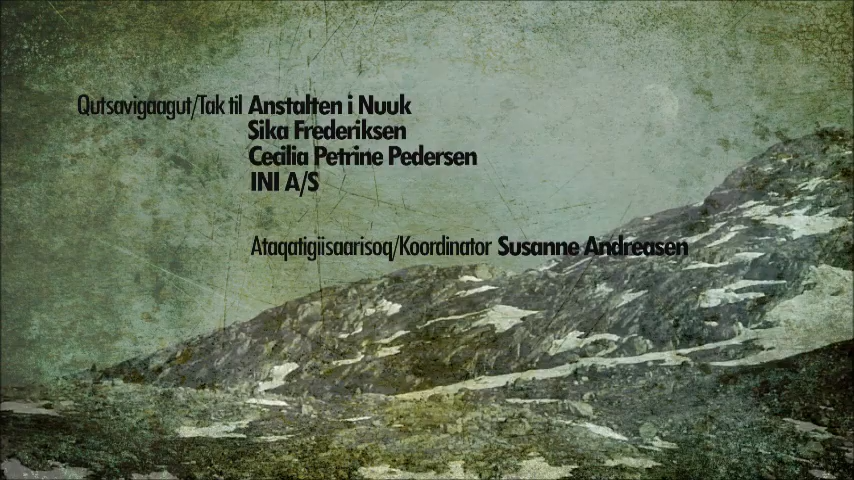 Qutsavigaagut/Tak til Anstalten i Nuuk
Sika Frederiksen
Cecilia Petrine Pedersen
INI A/S
Ataqatigiisaarisoq/Koordinator Susanne Andreasen